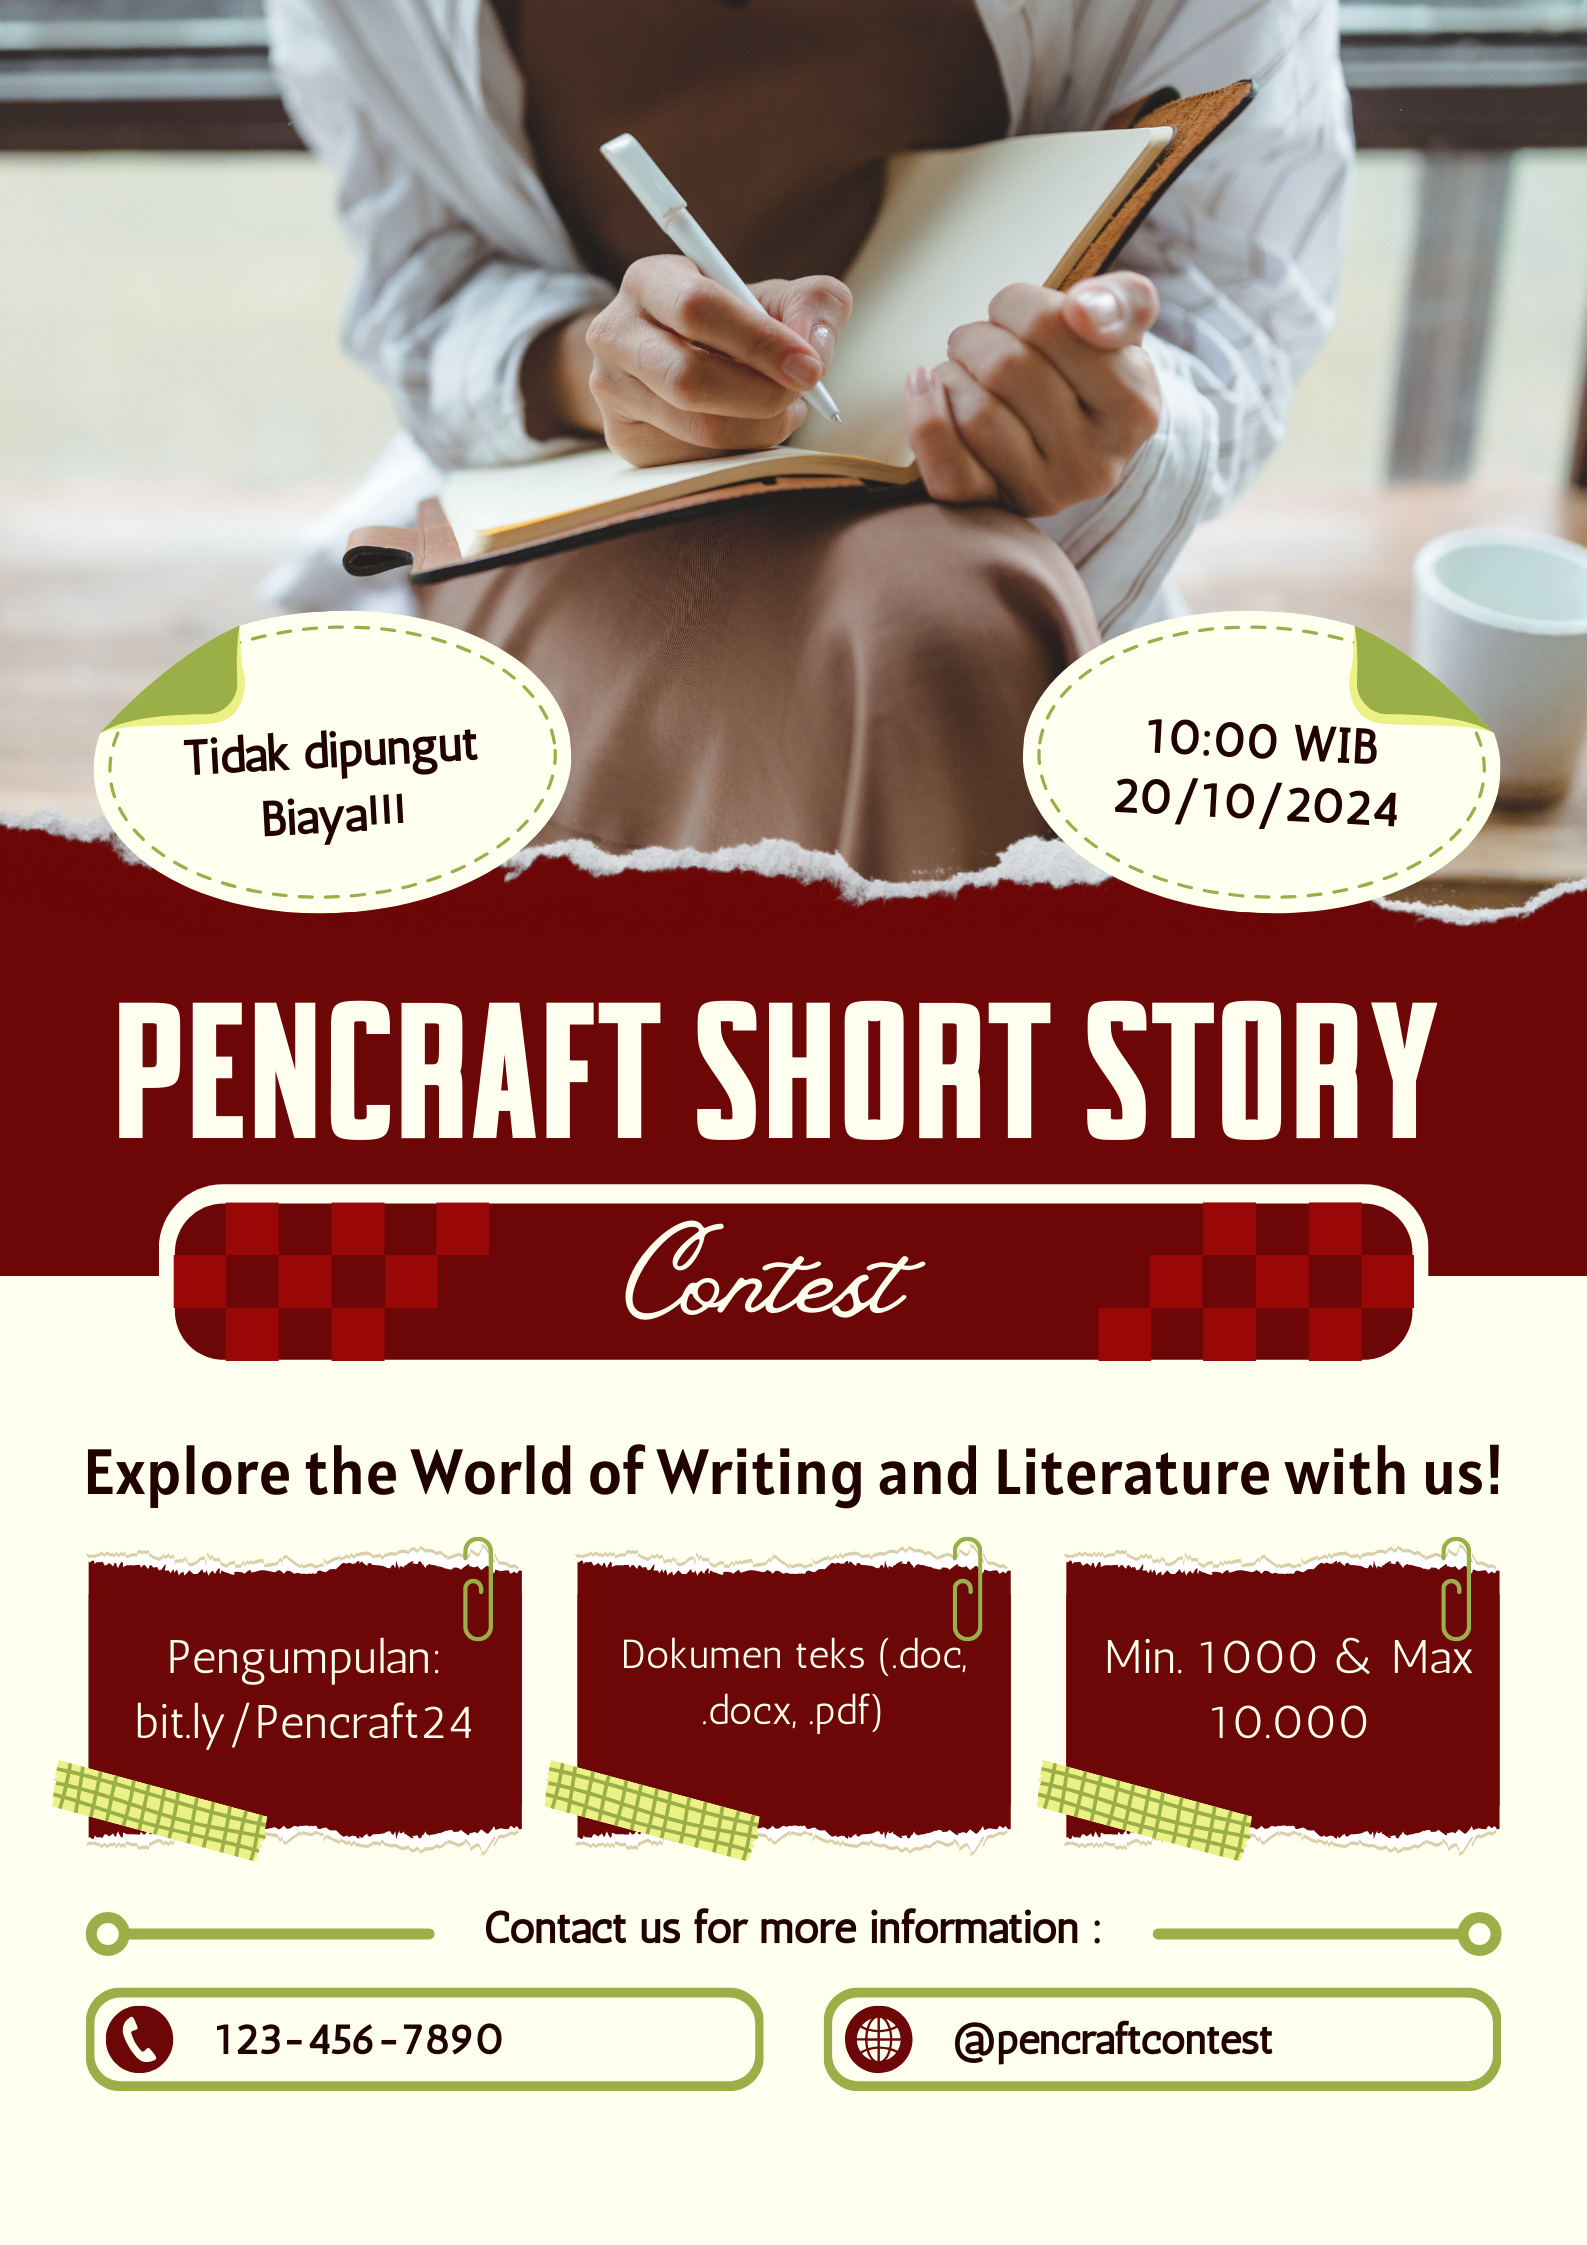 Tidak dipungut
Biaya!!!
10:00 WIB
20/10/2024
PENCRAFT SHORT STORY
Contest
Explore the World of Writing and Literature with us!
Pengumpulan:
bit.ly/Pencraft24
Dokumen teks (.doc,
.docx, .pdf)
Min. 1000 & Max
10.000
Contact us for more information :
123-456-7890
@pencraftcontest